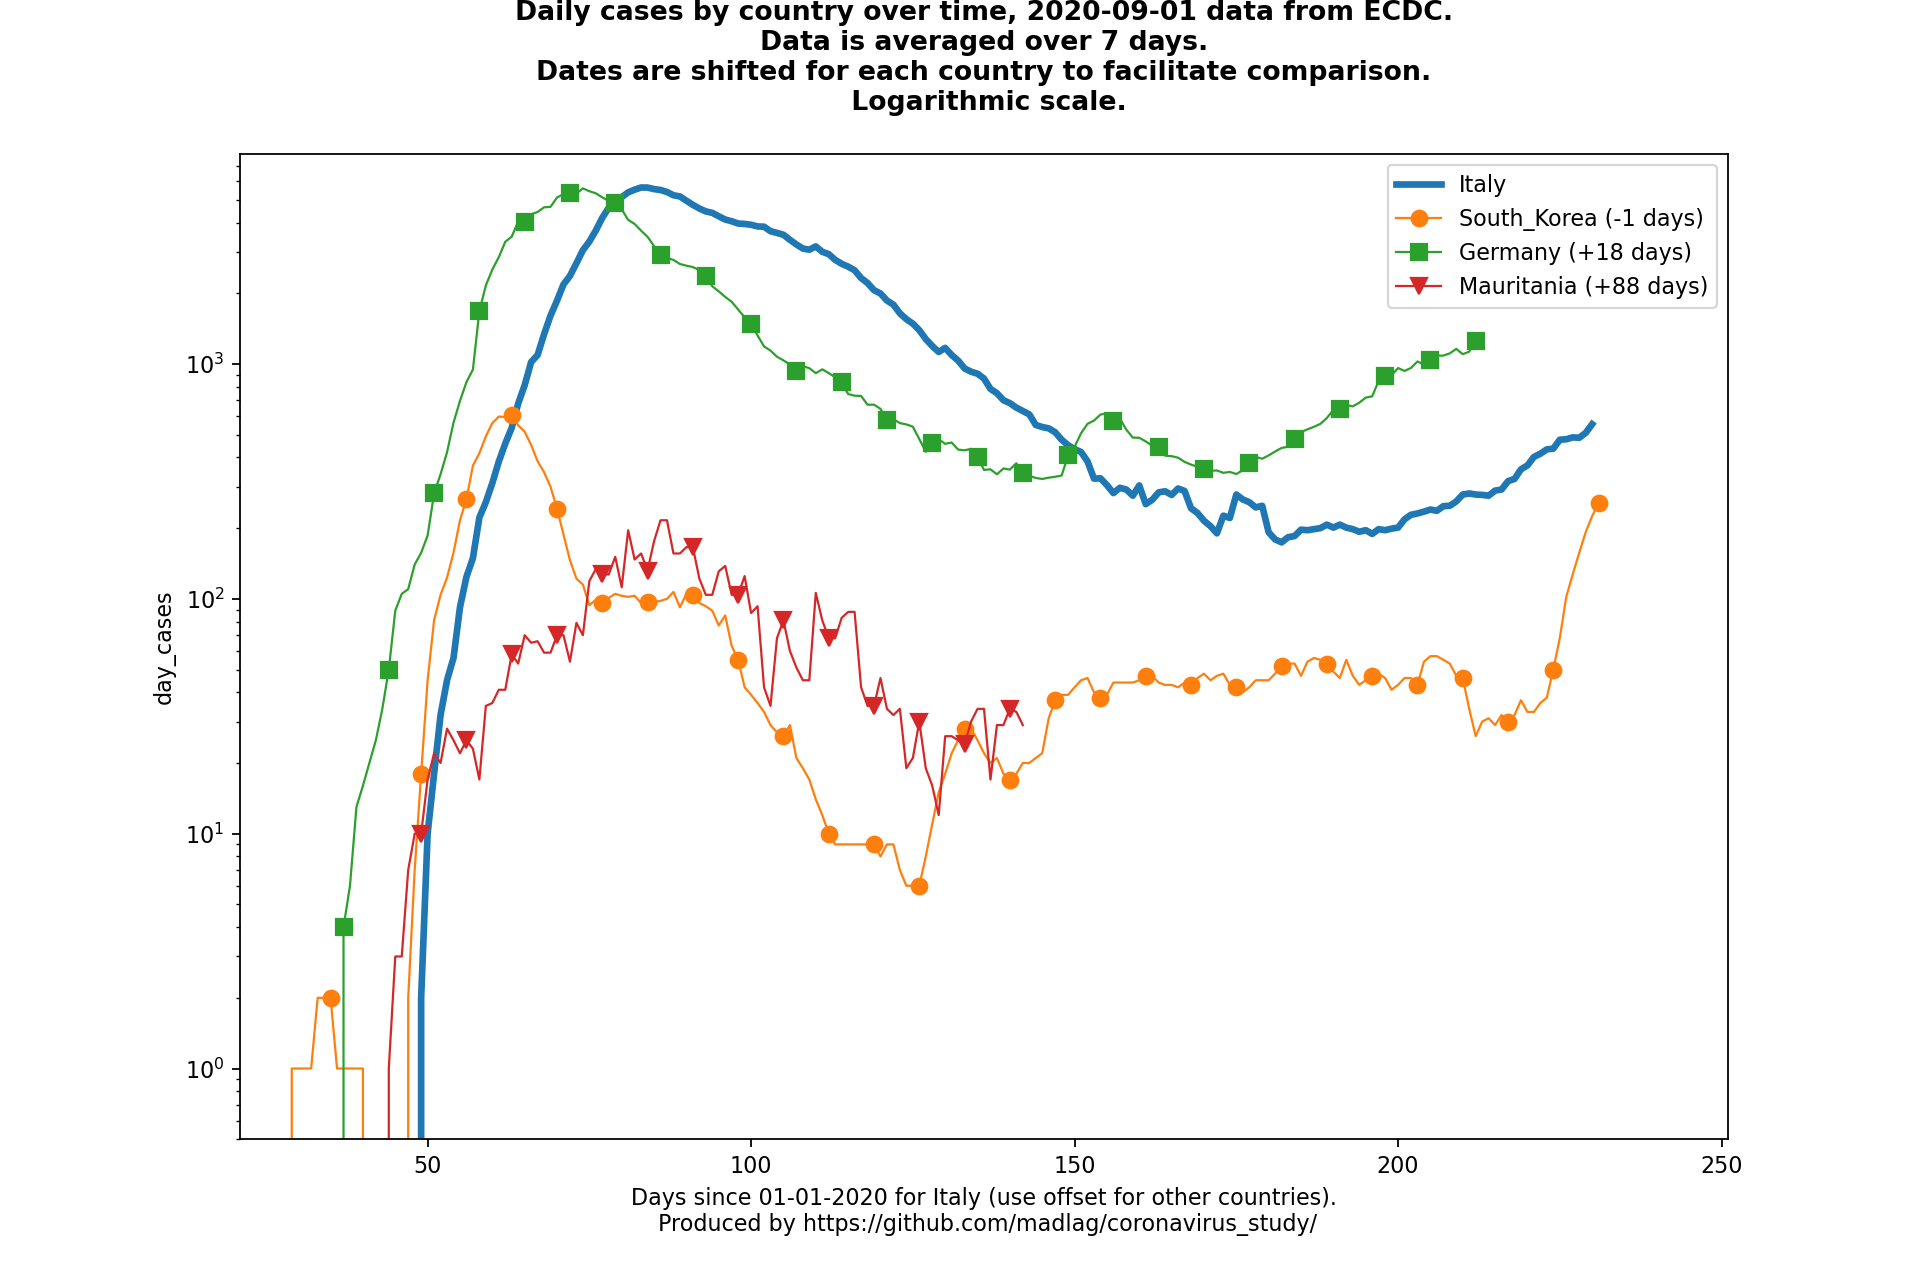 Daily cases by country over time, 2020-09-01 data from ECDC.
Data is averaged over 7 days.
Dates are shifted for each country to facilitate comparison.
Logarithmic scale.
Italy
South_Korea (-1 days)
Germany (+18 days)
Mauritania (+88 days)
day_cases
10³
10²
10¹
10⁰
50 100 150 200 250
Days since 01-01-2020 for Italy (use offset for other countries).
Produced by https://github.com/madlag/coronavirus_study/